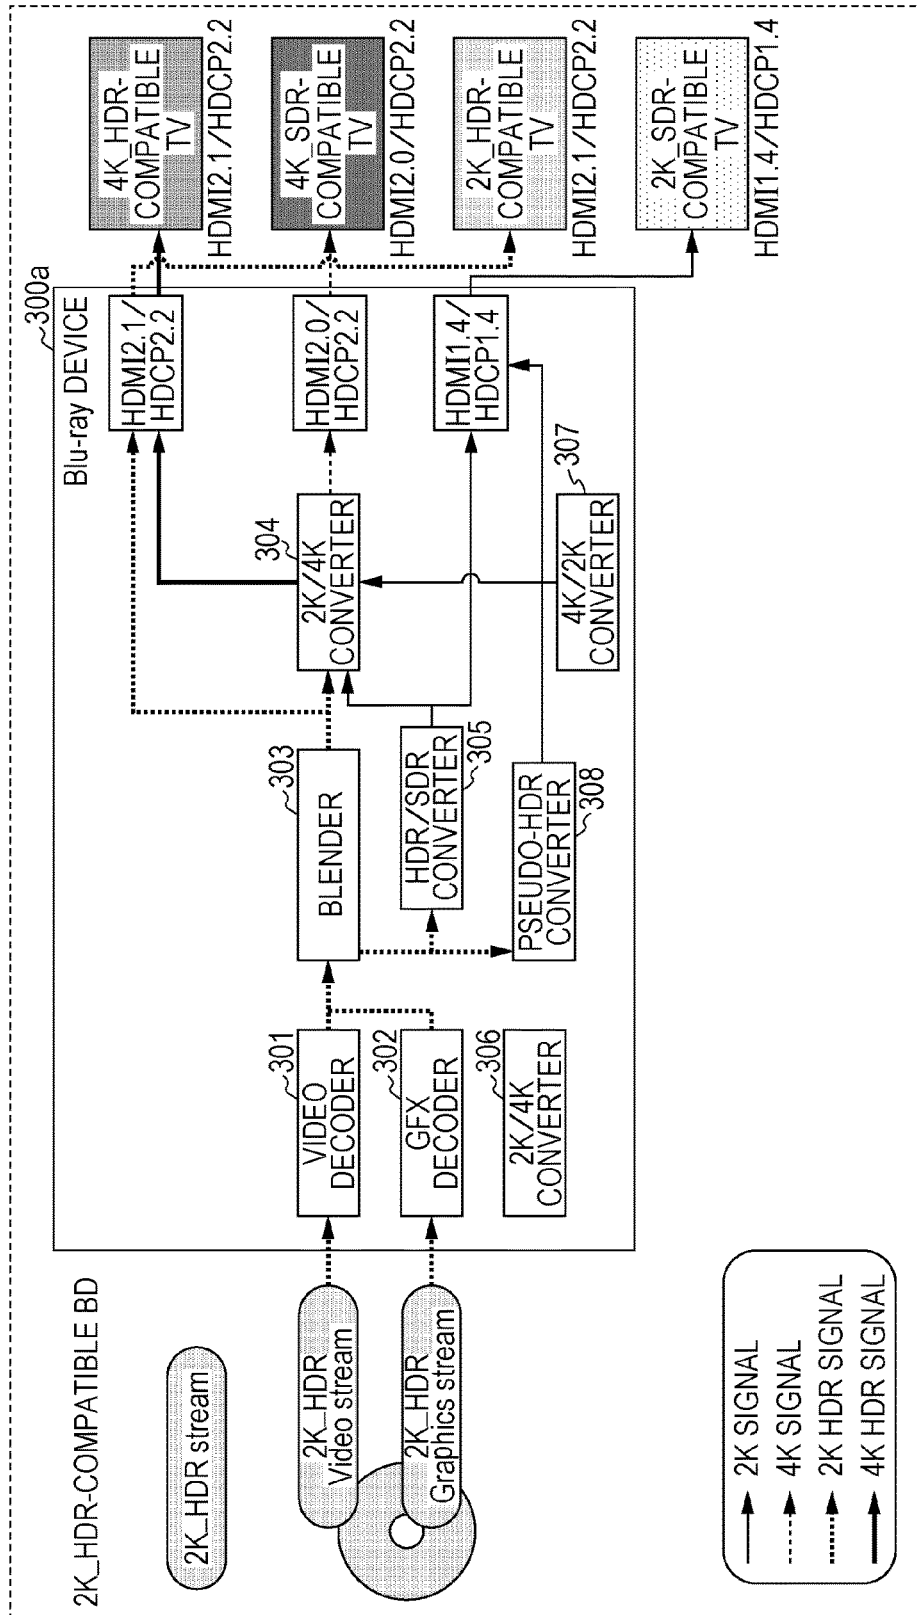 2K_HDR-COMPATIBLE BD
2K_HDR stream
2K_HDR
Video stream
2K_HDR
Graphics stream
2K SIGNAL
4K SIGNAL
2K HDR SIGNAL
4K HDR SIGNAL
300a
Blu-ray DEVICE
301
VIDEO
DECODER
302
GFX
DECODER
306
2K/4K
CONVERTER
303
BLENDER
305
HDR/SDR
CONVERTER
308
PSEUDO-HDR
CONVERTER
304
2K/4K
CONVERTER
307
4K/2K
CONVERTER
HDMI2.1/
HDCP2.2
HDMI2.0/
HDCP2.2
HDMI1.4/
HDCP1.4
4K_HDR-
COMPATIBLE
TV
HDMI2.1/HDCP2.2
4K_SDR-
COMPATIBLE
TV
HDMI2.0/HDCP2.2
2K_HDR-
COMPATIBLE
TV
HDMI2.1/HDCP2.2
2K_SDR-
COMPATIBLE
TV
HDMI1.4/HDCP1.4